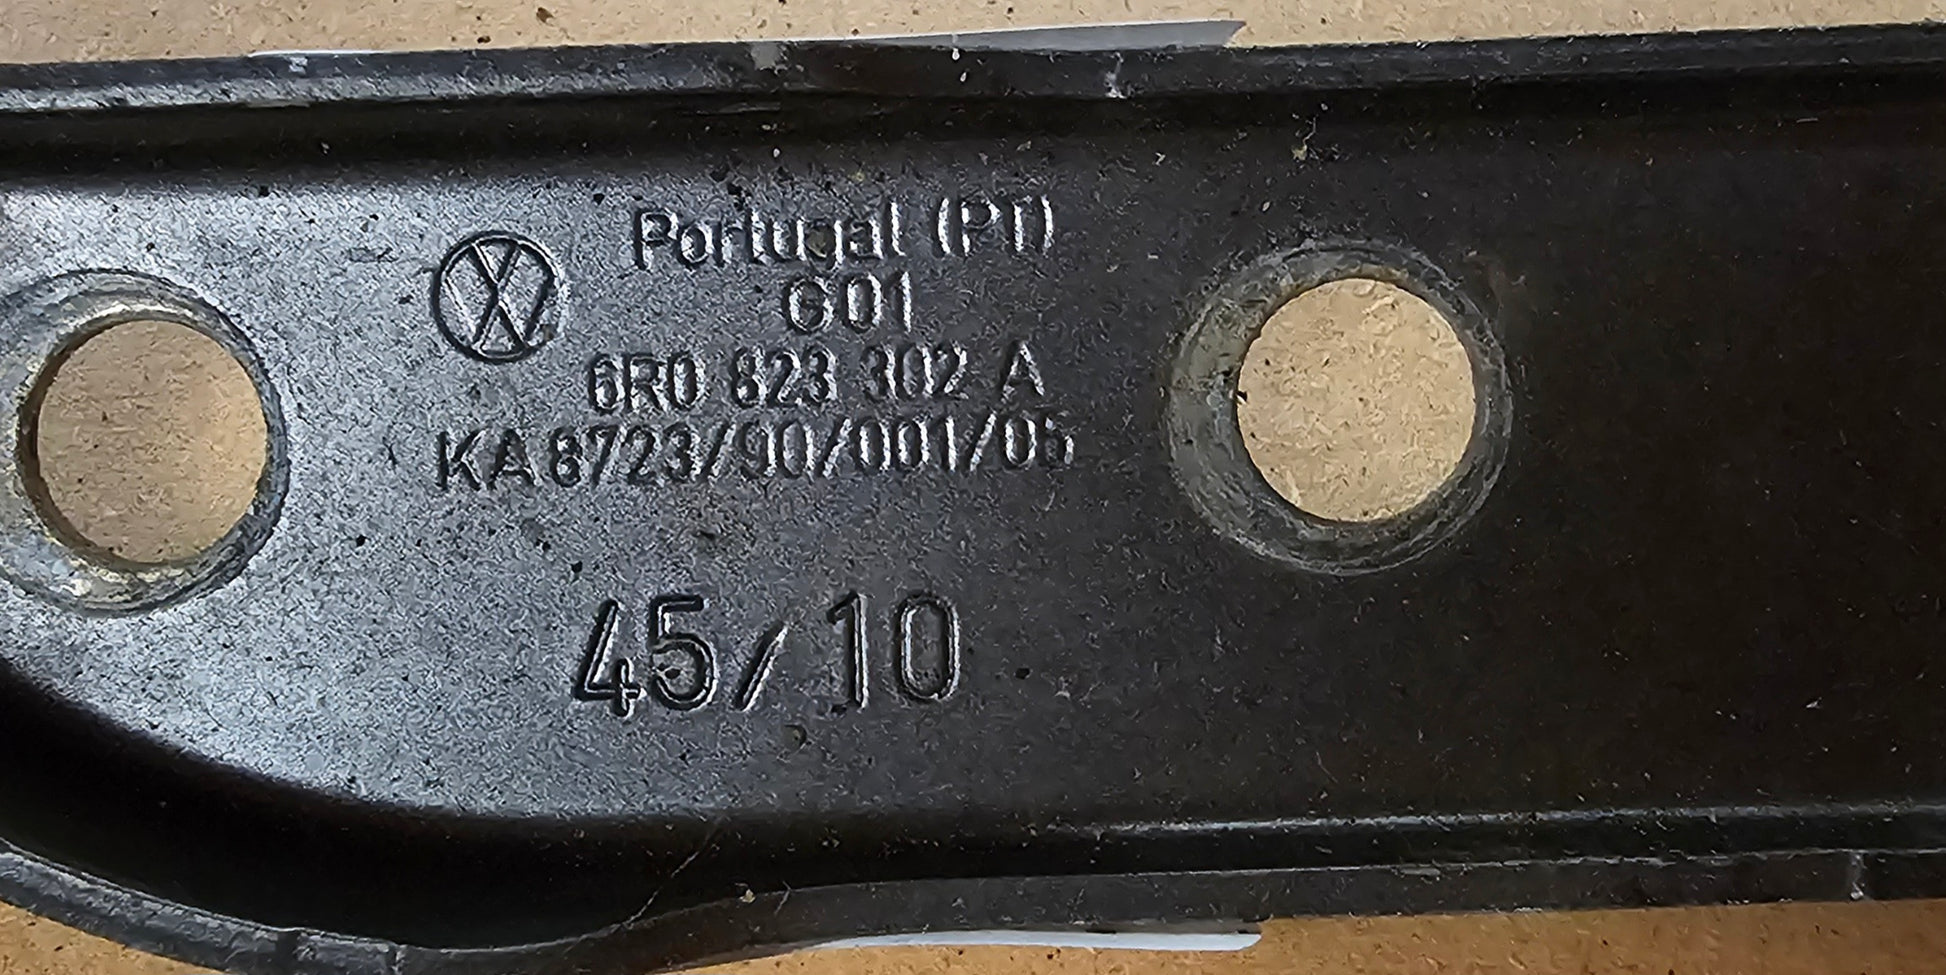 Portugal (PT)
G01
6R0 823 302 A
KA 8723/90/001/05
45/10